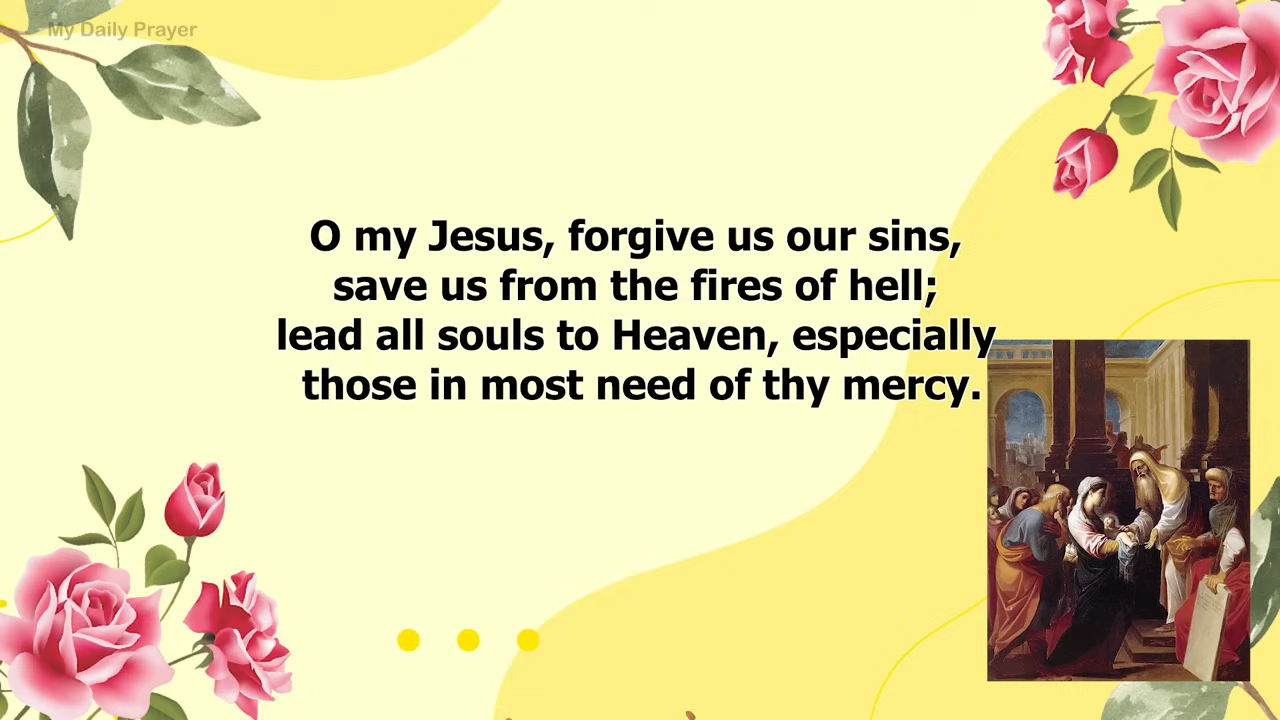 My Daily Prayer
O my Jesus, forgive us our sins,
save us from the fires of hell;
lead all souls to Heaven, especially
those in most need of thy mercy.